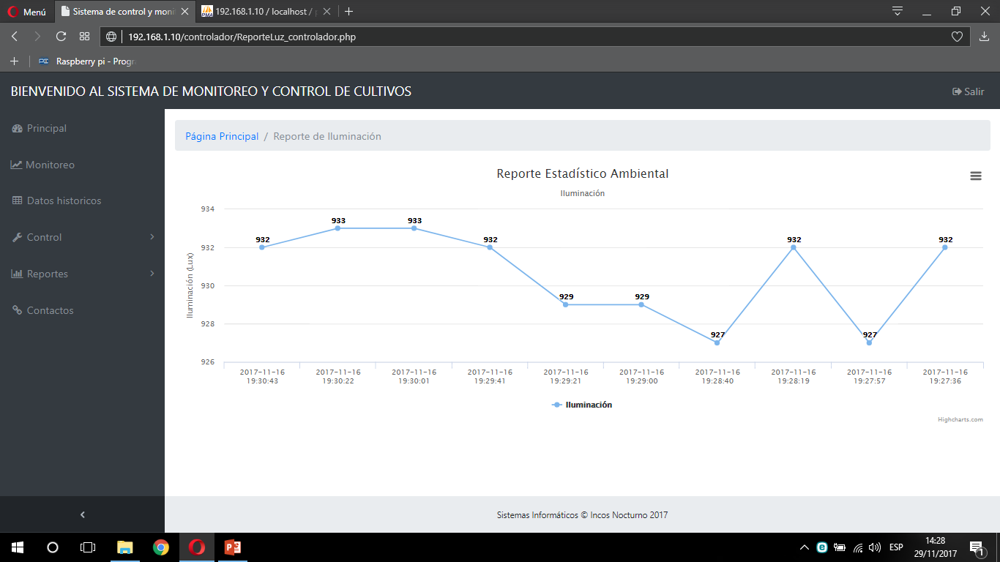 Menú
Sistema de control y moni
192.168.1.10 / localhost / p
192.168.1.10/controlador/ReporteLuz_controlador.php
Raspberry pi - Progra
BIENVENIDO AL SISTEMA DE MONITOREO Y CONTROL DE CULTIVOS
Salir
Principal
Monitoreo
Datos historicos
Control
Reportes
Contactos
Página Principal / Reporte de Iluminación
Reporte Estadístico Ambiental
Iluminación
Iluminación (Lux)
934
932
930
928
926
932
933
933
932
929
929
927
932
927
932
2017-11-16 19:30:43
2017-11-16 19:30:22
2017-11-16 19:30:01
2017-11-16 19:29:41
2017-11-16 19:29:21
2017-11-16 19:29:00
2017-11-16 19:28:40
2017-11-16 19:28:19
2017-11-16 19:27:57
2017-11-16 19:27:36
Iluminación
Highcharts.com
Sistemas Informáticos © Incos Nocturno 2017
ESP
14:28
29/11/2017
1